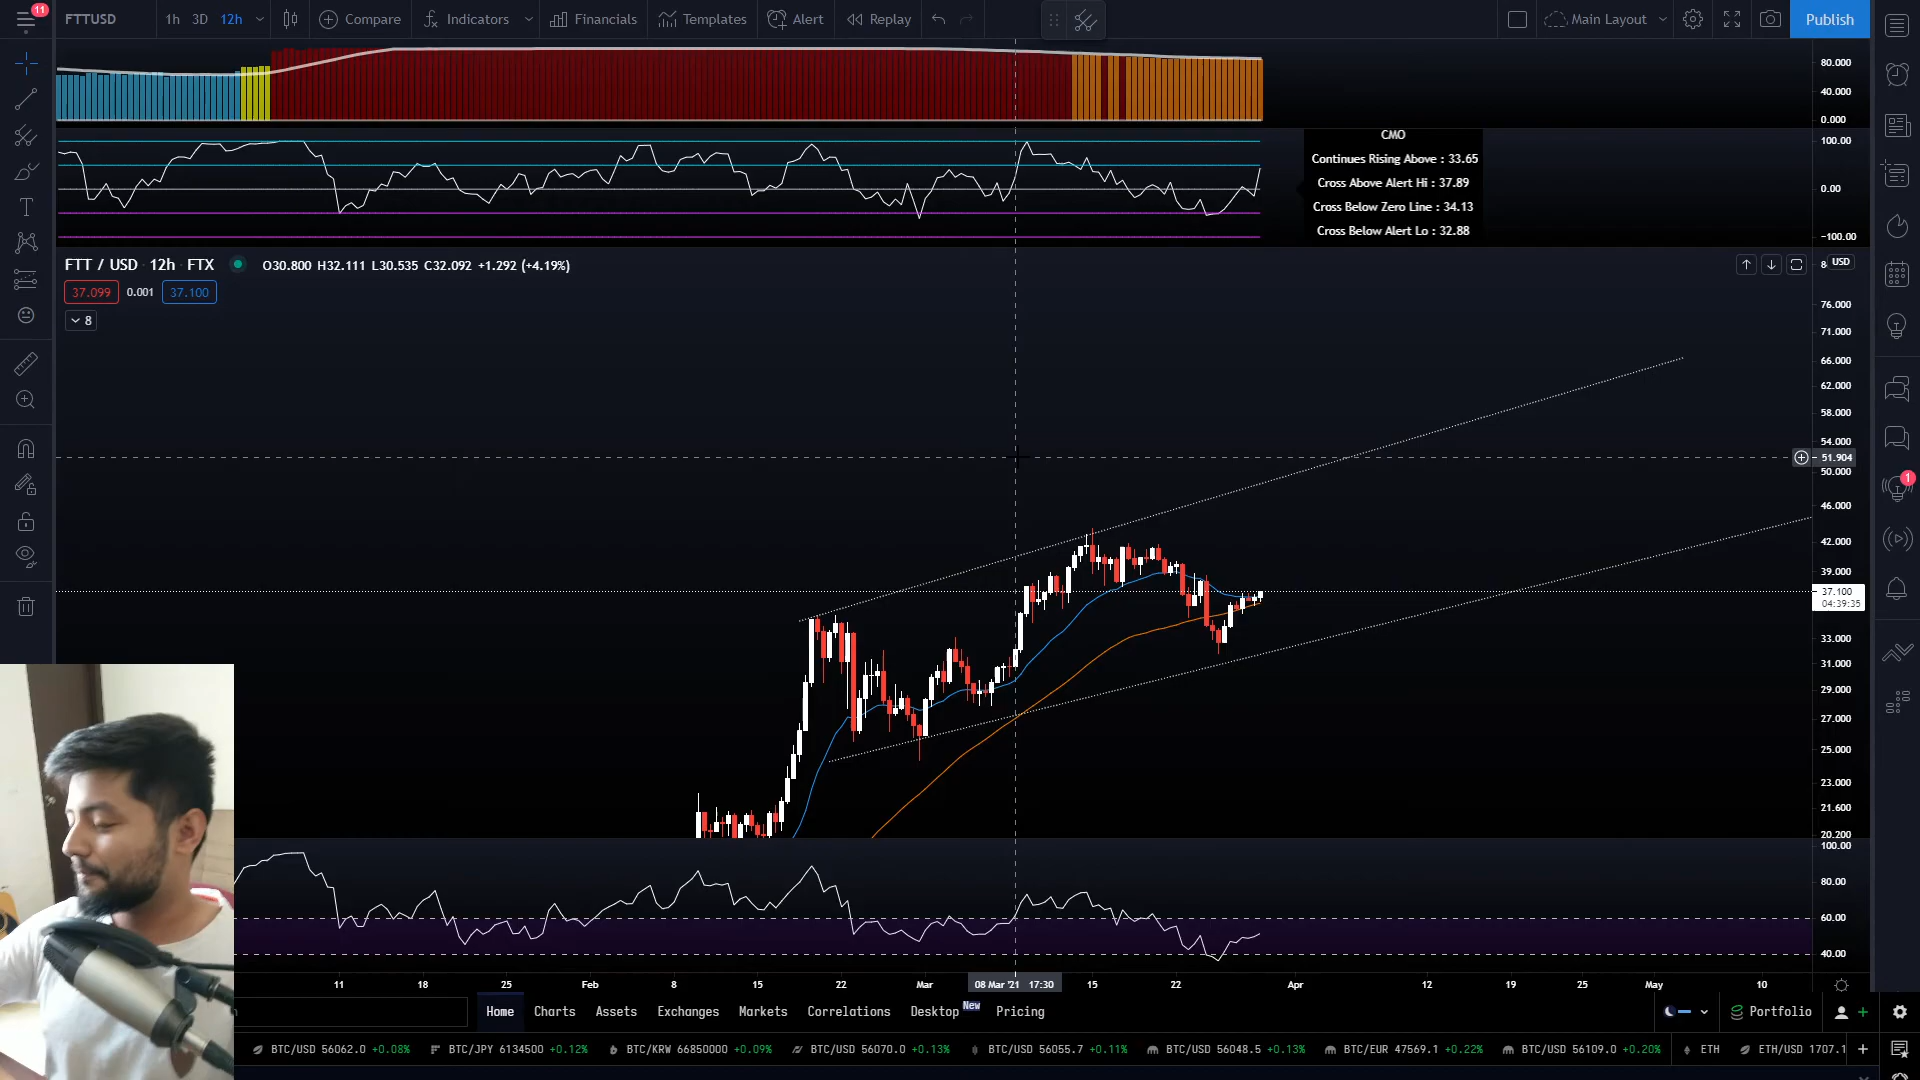 11
FTTUSD 1h 3D 12h Compare Indicators Financials Templates Alert Replay Main Layout Publish
80.000
40.000
0.000
100.00
0.00
-100.00
CMO
Continues Rising Above : 33.65
Cross Above Alert Hi : 37.89
Cross Below Zero Line : 34.13
Cross Below Alert Lo : 32.88
FTT / USD 12h FTX O30.800 H32.111 L30.535 C32.092 +1.292 (+4.19%)
8 USD
37.099 0.001 37.100
8
76.000
71.000
66.000
62.000
58.000
54.000
51.904
50.000
46.000
42.000
39.000
37.100
04:39:35
33.000
31.000
29.000
27.000
25.000
23.000
21.600
20.200
1
100.00
80.00
60.00
40.00
11 18 25 Feb 8 15 22 Mar 08 Mar '21 17:30 15 22 Apr 12 19 25 May 10
Home Charts Assets Exchanges Markets Correlations Desktop New Pricing Portfolio
BTC/USD 56062.0 +0.08% BTC/JPY 6134500 +0.12% BTC/KRW 66850000 +0.09% BTC/USD 56070.0 +0.13% BTC/USD 56055.7 +0.11% BTC/USD 56048.5 +0.13% BTC/EUR 47569.1 +0.22% BTC/USD 56109.0 +0.20% ETH ETH/USD 1707.1